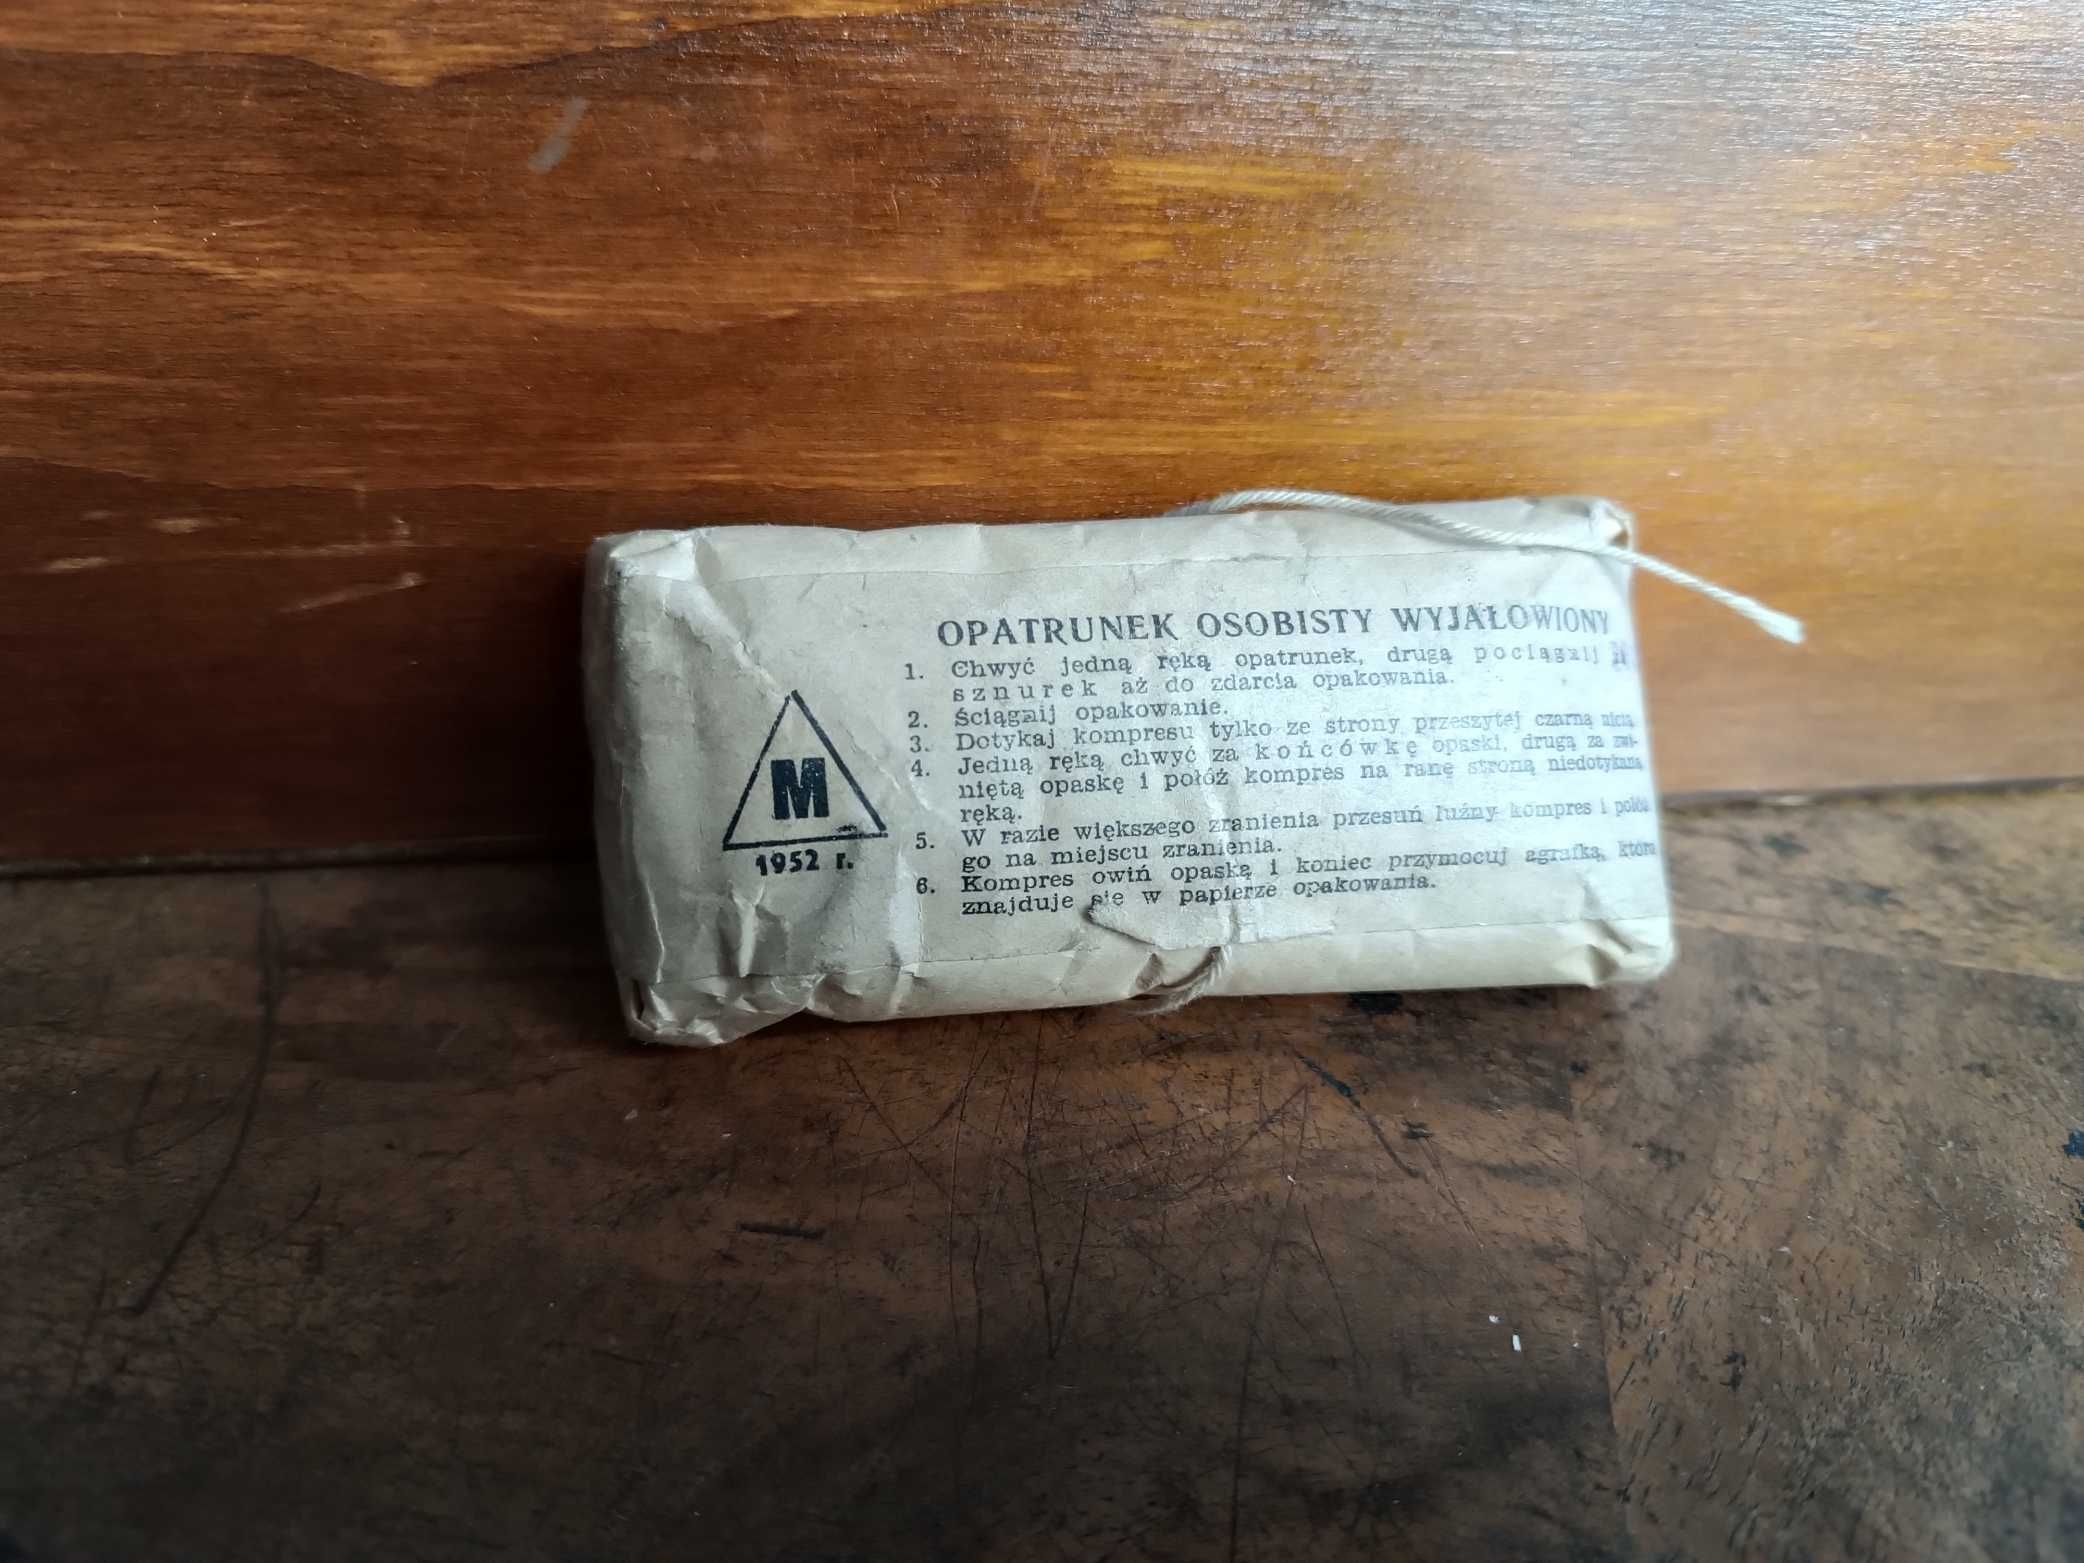 OPATRUNEK OSOBISTY WYJAŁOWIONY
1. Chwyć jedną ręką opatrunek, drugą pociągnij za
sznurek aż do zdarcia opakowania.
2. Ściągnij opakowanie.
3. Dotykaj kompresu tylko ze strony przeszytej czarną nicią
4. Jedną ręką chwyć za końcówkę opaski, drugą za zwi-
niętą opaskę i połóż kompres na ranę stroną niedotykaną
ręką.
5. W razie większego zranienia przesuń luźny kompres i połóż
go na miejscu zranienia.
6. Kompres owiń opaską i koniec przymocuj agrafką, która
znajduje się w papierze opakowania.
M
1952 r.